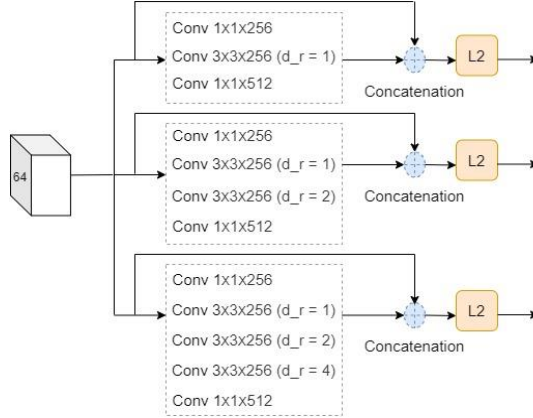 Conv 1x1x256
Conv 3x3x256 (d_r = 1)
Conv 1x1x512
L2
Concatenation
64
Conv 1x1x256
Conv 3x3x256 (d_r = 1)
Conv 3x3x256 (d_r = 2)
Conv 1x1x512
L2
Concatenation
Conv 1x1x256
Conv 3x3x256 (d_r = 1)
Conv 3x3x256 (d_r = 2)
Conv 3x3x256 (d_r = 4)
Conv 1x1x512
L2
Concatenation